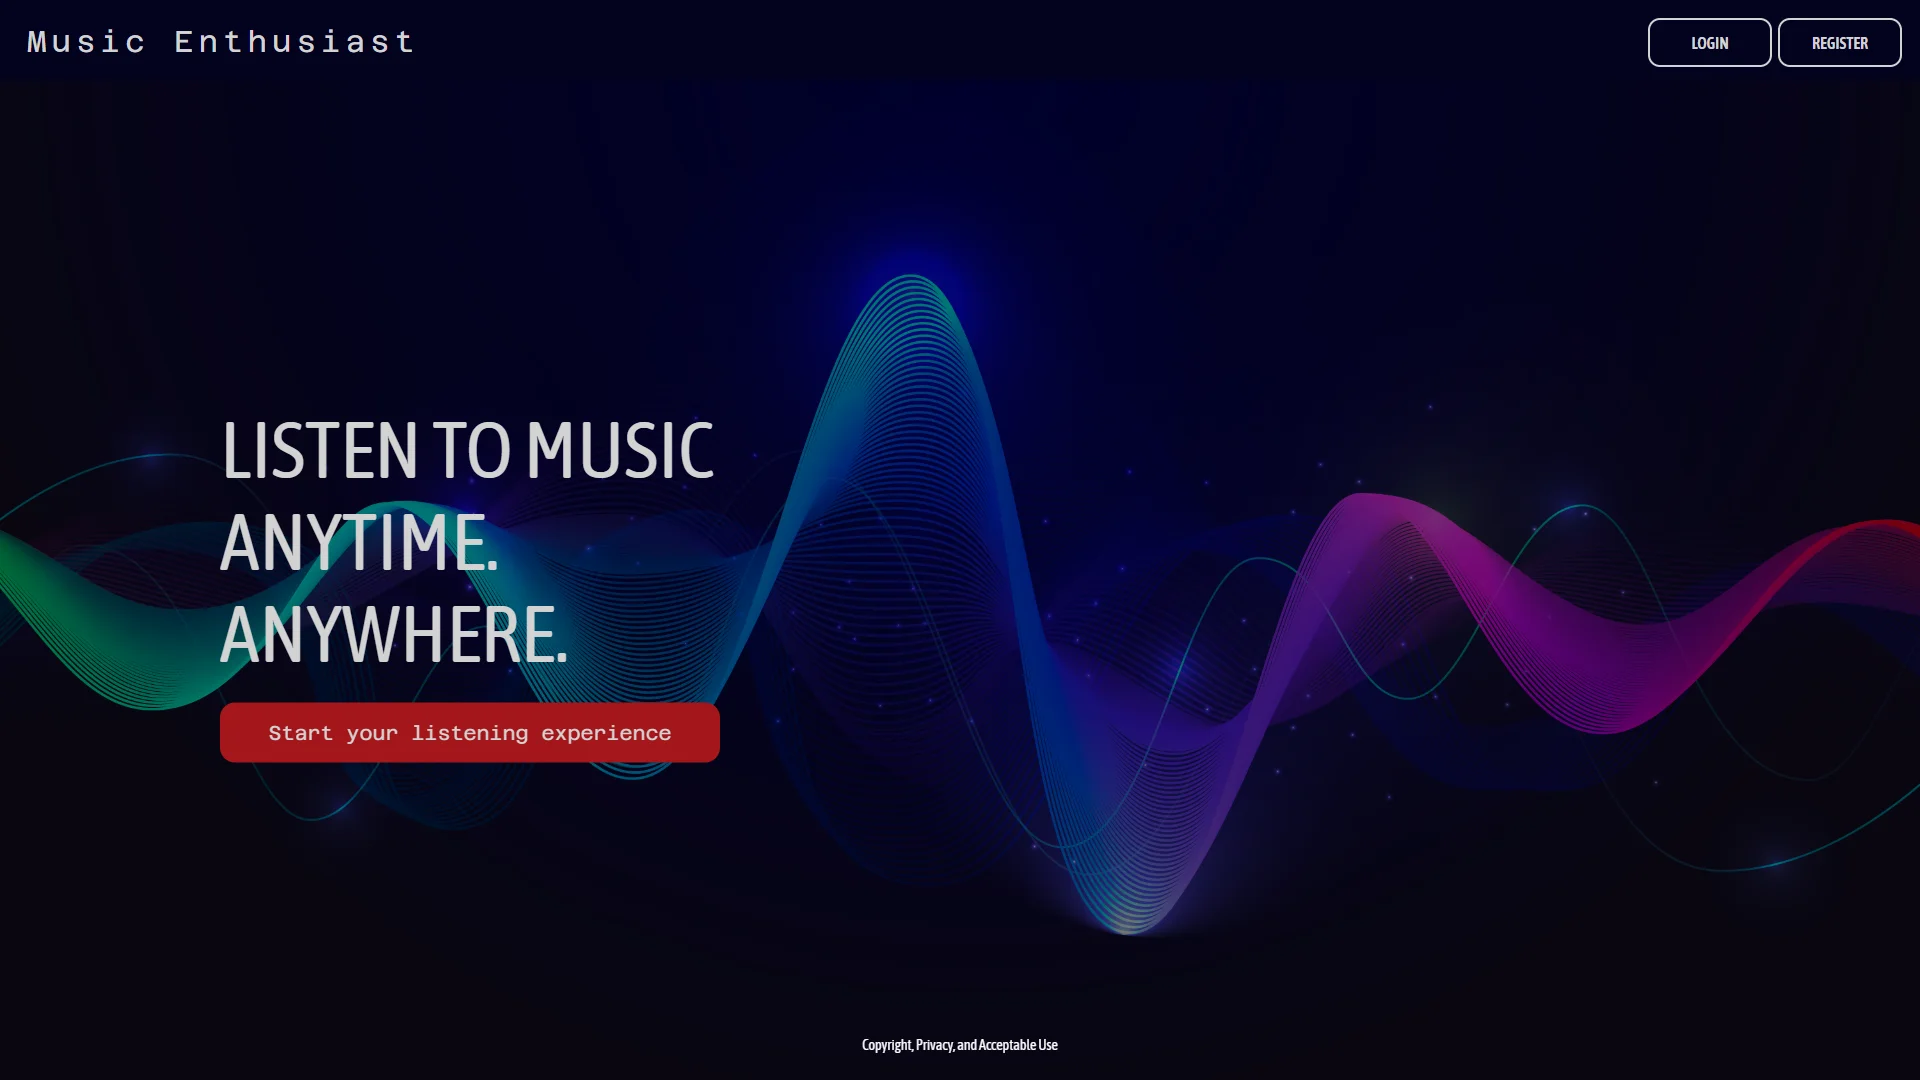 Music Enthusiast
LOGIN
REGISTER
LISTEN TO MUSIC
ANYTIME.
ANYWHERE.
Start your listening experience
Copyright, Privacy, and Acceptable Use